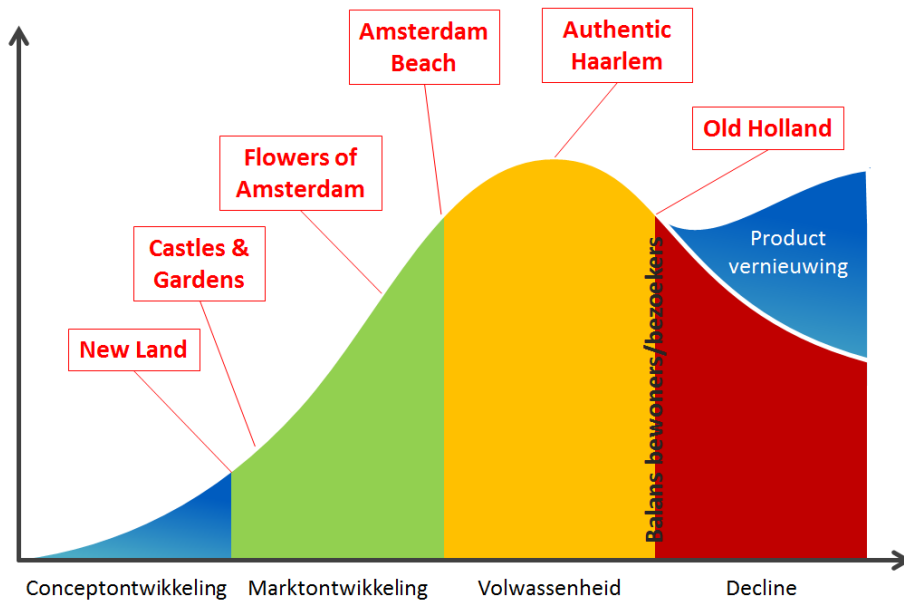 Amsterdam
Beach
Authentic
Haarlem
Old Holland
Flowers of
Amsterdam
Castles &
Gardens
New Land
Product
vernieuwing
Balans bewoners/bezoekers
Conceptontwikkeling
Marktontwikkeling
Volwassenheid
Decline